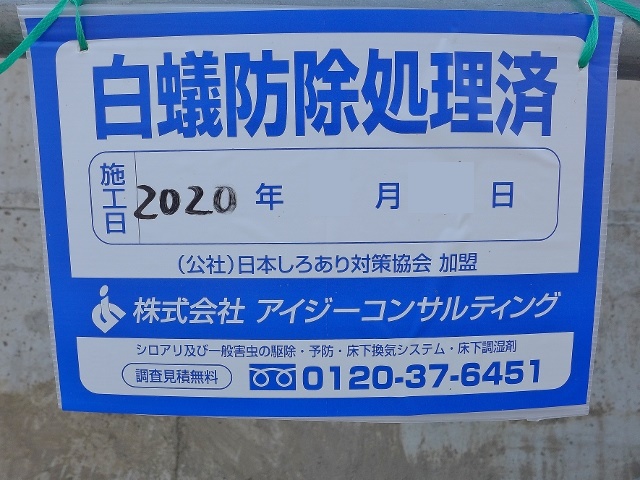 白蟻防除処理済
施工日 2020 年 月 日
(公社)日本しろあり対策協会 加盟
株式会社 アイジーコンサルティング
シロアリ及び一般害虫の駆除・予防・床下換気システム・床下調湿剤
調査見積無料 0120-37-6451